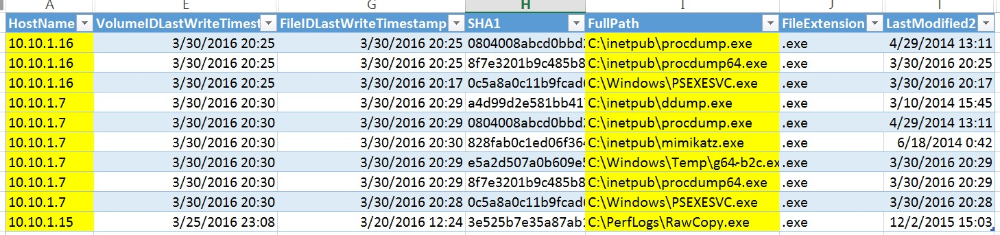 A E G H I J T
HostName VolumeIDLastWriteTimest FileIDLastWriteTimestamp SHA1 FullPath FileExtension LastModified2
10.10.1.16 3/30/2016 20:25 3/30/2016 20:25 0804008abcd0bbd C:\inetpub\procdump.exe .exe 4/29/2014 13:11
10.10.1.16 3/30/2016 20:25 3/30/2016 20:25 8f7e3201b9c485b8 C:\inetpub\procdump64.exe .exe 3/30/2016 20:25
10.10.1.16 3/30/2016 20:25 3/30/2016 20:17 0c5a8a0c11b9fcad C:\Windows\PSEXESVC.exe .exe 3/30/2016 20:17
10.10.1.7 3/30/2016 20:30 3/30/2016 20:29 a4d99d2e581bb41 C:\inetpub\ddump.exe .exe 3/10/2014 15:45
10.10.1.7 3/30/2016 20:30 3/30/2016 20:29 0804008abcd0bbd C:\inetpub\procdump.exe .exe 4/29/2014 13:11
10.10.1.7 3/30/2016 20:30 3/30/2016 20:30 828fab0c1ed06f36 C:\inetpub\mimikatz.exe .exe 6/18/2014 0:42
10.10.1.7 3/30/2016 20:30 3/30/2016 20:29 e5a2d507a0b609e C:\Windows\Temp\g64-b2c.ex .exe 3/30/2016 20:29
10.10.1.7 3/30/2016 20:30 3/30/2016 20:29 8f7e3201b9c485b8 C:\inetpub\procdump64.exe .exe 3/30/2016 20:29
10.10.1.7 3/30/2016 20:30 3/30/2016 20:28 0c5a8a0c11b9fcad C:\Windows\PSEXESVC.exe .exe 3/30/2016 20:28
10.10.1.15 3/25/2016 23:08 3/20/2016 12:24 3e525b7e35a87ab C:\PerfLogs\RawCopy.exe .exe 12/2/2015 15:03